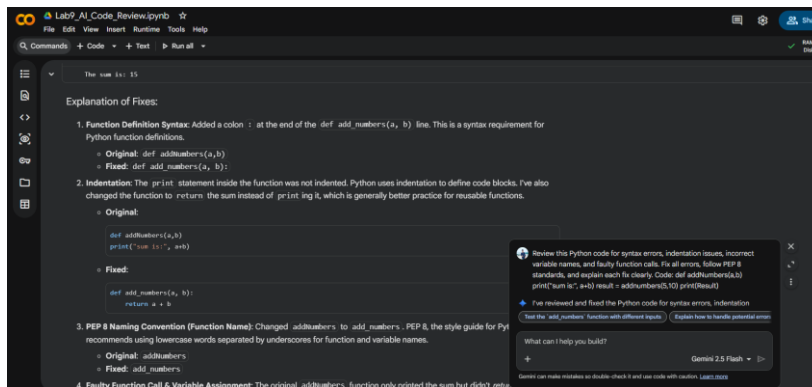 Lab9_AI_Code_Review.ipynb
File Edit View Insert Runtime Tools Help
Commands + Code + Text Run all
RAM
The sum is: 15
Explanation of Fixes:
1. Function Definition Syntax: Added a colon : at the end of the def add_numbers(a, b) line. This is a syntax requirement for
Python function definitions.
Original: def addNumbers(a,b)
Fixed: def add_numbers(a, b):
2. Indentation: The print statement inside the function was not indented. Python uses indentation to define code blocks. I've also
changed the function to return the sum instead of printing it, which is generally better practice for reusable functions.
Original:
def addNumbers(a,b)
print("sum is:", a+b)
Fixed:
def add_numbers(a, b):
return a + b
3. PEP 8 Naming Convention (Function Name): Changed addNumbers to add_numbers. PEP 8, the style guide for
recommends using lowercase words separated by underscores for function and variable names.
Original: addNumbers
Fixed: add_numbers
4. Faulty Function Call & Variable Assignment: The original addNumbers function only printed the sum but didn't
Review this Python code for syntax errors, indentation issues, incorrect
variable names, and faulty function calls. Fix all errors, follow PEP 8
standards, and explain each fix clearly. Code: def addNumbers(a,b)
print("sum is:", a+b) result = addnumbers(5,10) print(Result)
I've reviewed and fixed the Python code for syntax errors, indentation
Test the `add_numbers` function with different inputs Explain how to handle potential
What can I help you build?
+ Gemini 2.5 Flash
Gemini can make mistakes so double-check it and use code with caution. Learn more